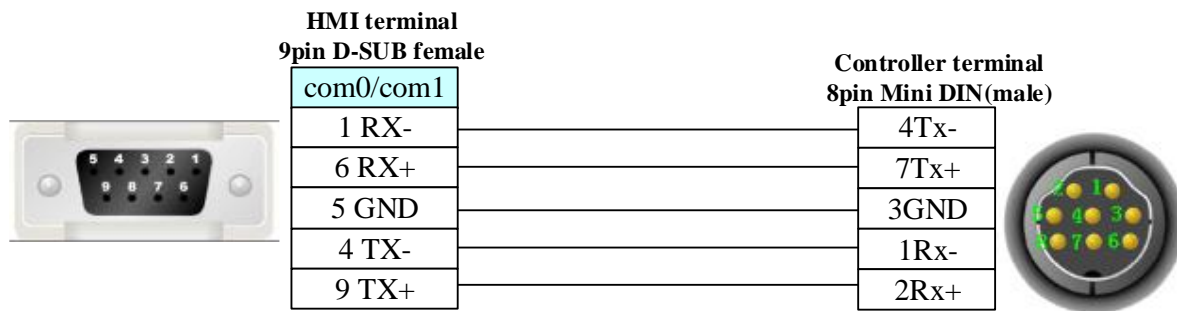 HMI terminal
9pin D-SUB female
com0/com1
1 RX-
6 RX+
5 GND
4 TX-
9 TX+
Controller terminal
8pin Mini DIN(male)
4Tx-
7Tx+
3GND
1Rx-
2Rx+
5 4 3 2 1
9 8 7 6
2 1
5 4 3
8 7 6